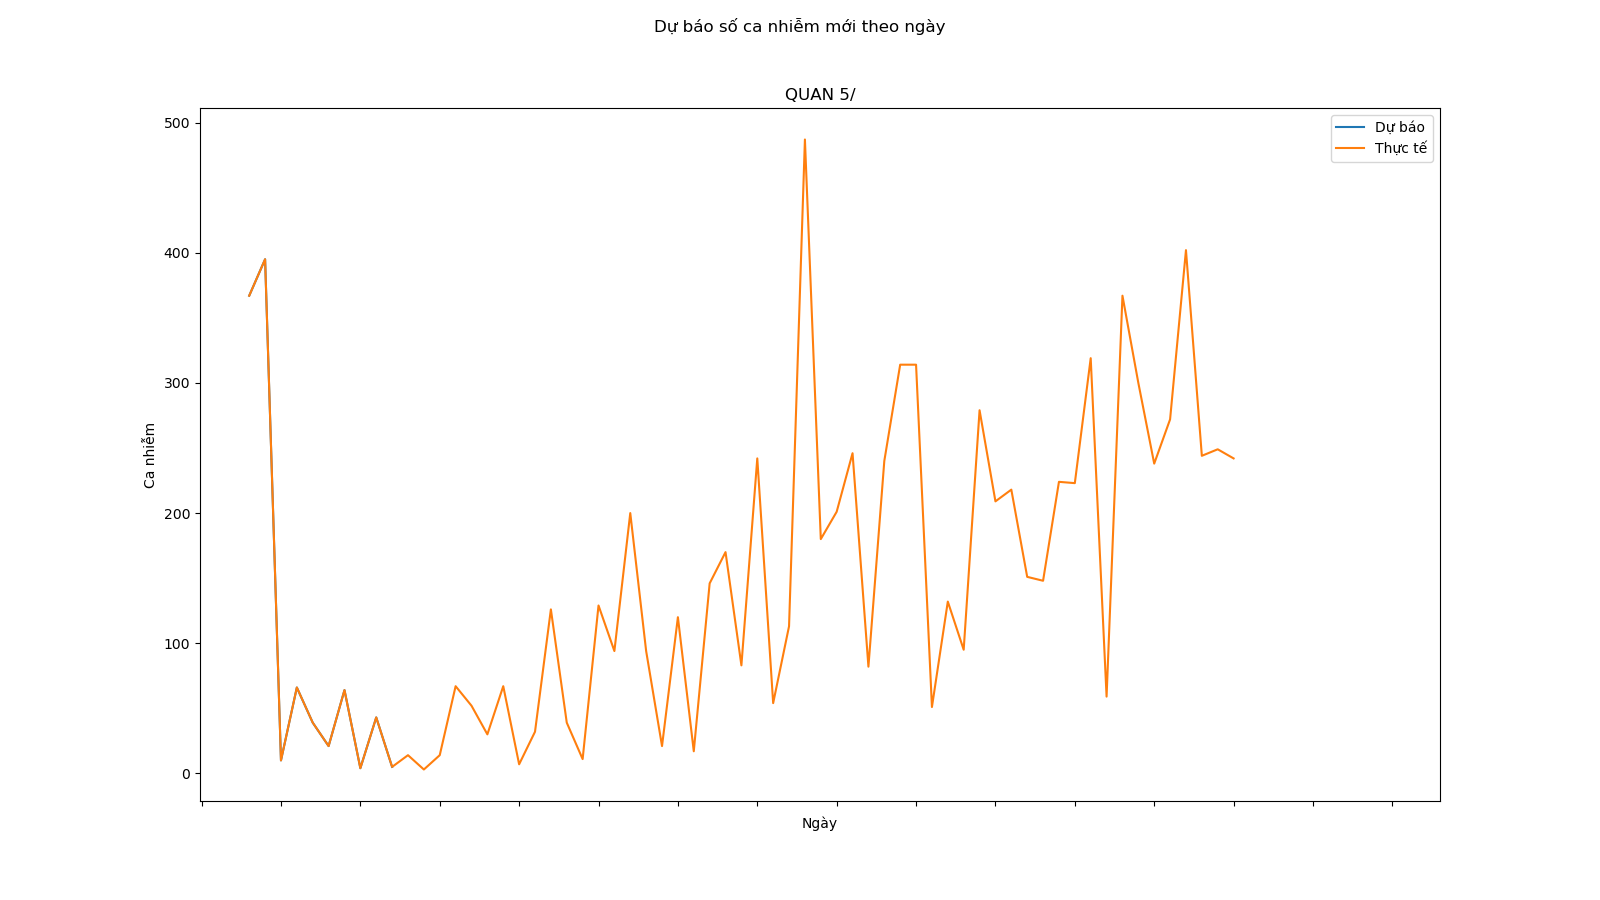 Dự báo số ca nhiễm mới theo ngày
QUAN 5/
500
400
300
200
100
0
Ca nhiễm
Ngày
Dự báo
Thực tế